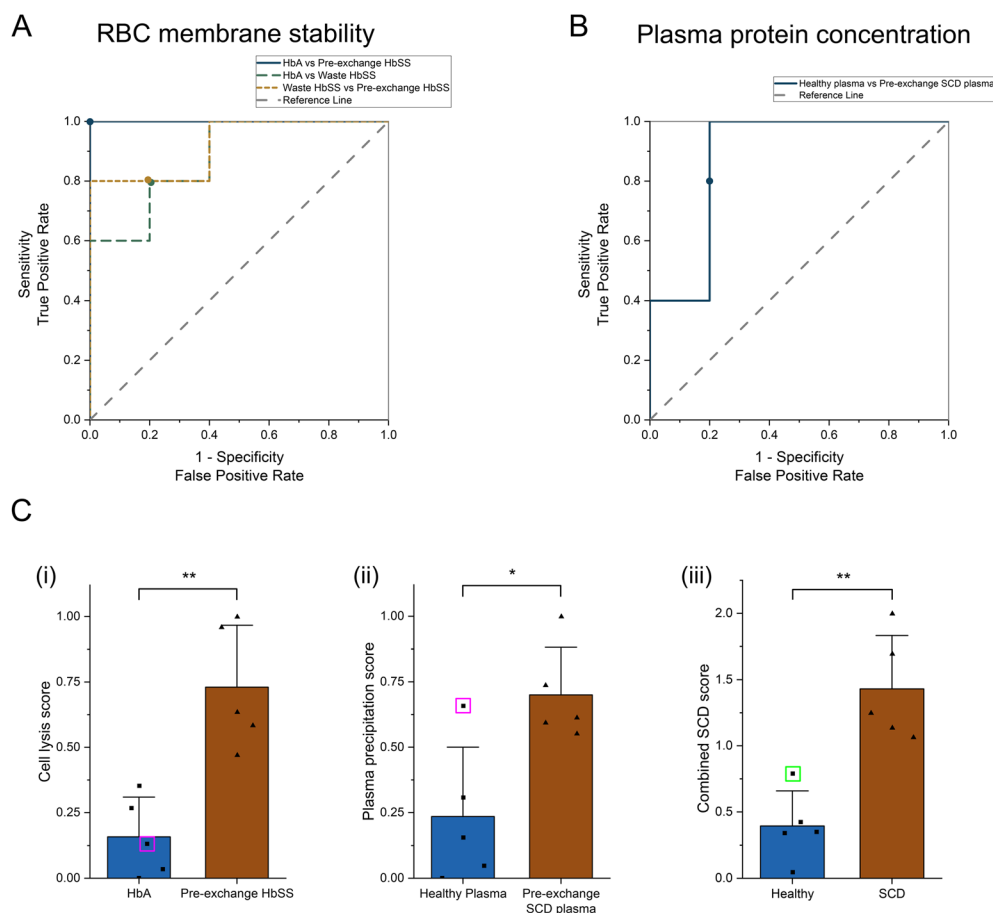 A
RBC membrane stability
HbA vs Pre-exchange HbSS
HbA vs Waste HbSS
Waste HbSS vs Pre-exchange HbSS
Reference Line
1.0
0.8
0.6
0.4
0.2
0.0
Sensitivity
True Positive Rate
0.0
0.2
0.4
0.6
0.8
1.0
1 - Specificity
False Positive Rate
B
Plasma protein concentration
Healthy plasma vs Pre-exchange SCD plasma
Reference Line
1.0
0.8
0.6
0.4
0.2
0.0
Sensitivity
True Positive Rate
0.0
0.2
0.4
0.6
0.8
1.0
1 - Specificity
False Positive Rate
C
(i)
**
1.00
0.75
0.50
0.25
0.00
Cell lysis score
HbA
Pre-exchange HbSS
(ii)
*
1.00
0.75
0.50
0.25
0.00
Plasma precipitation score
Healthy Plasma
Pre-exchange
SCD plasma
(iii)
**
2.0
1.5
1.0
0.5
0.0
Combined SCD score
Healthy
SCD